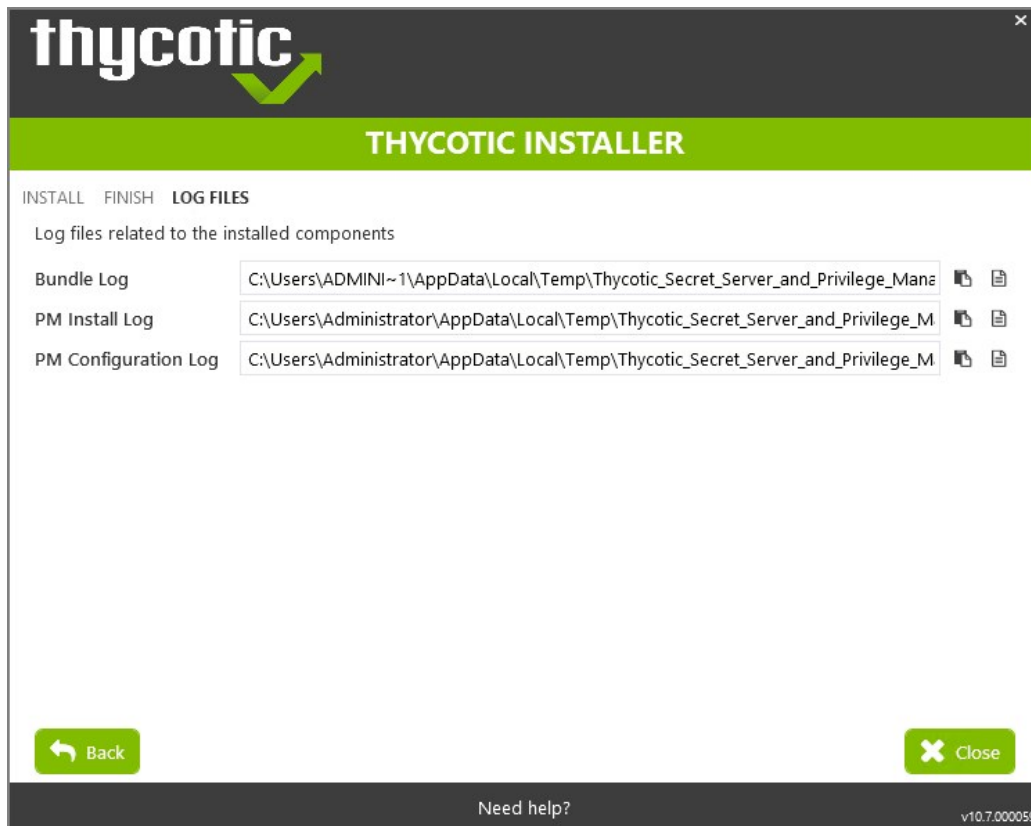 thycotic
THYCOTIC INSTALLER
INSTALL FINISH LOG FILES
Log files related to the installed components
Bundle Log C:\Users\ADMINI~1\AppData\Local\Temp\Thycotic_Secret_Server_and_Privilege_Mana
PM Install Log C:\Users\Administrator\AppData\Local\Temp\Thycotic_Secret_Server_and_Privilege_M
PM Configuration Log C:\Users\Administrator\AppData\Local\Temp\Thycotic_Secret_Server_and_Privilege_M
Back Close
Need help?